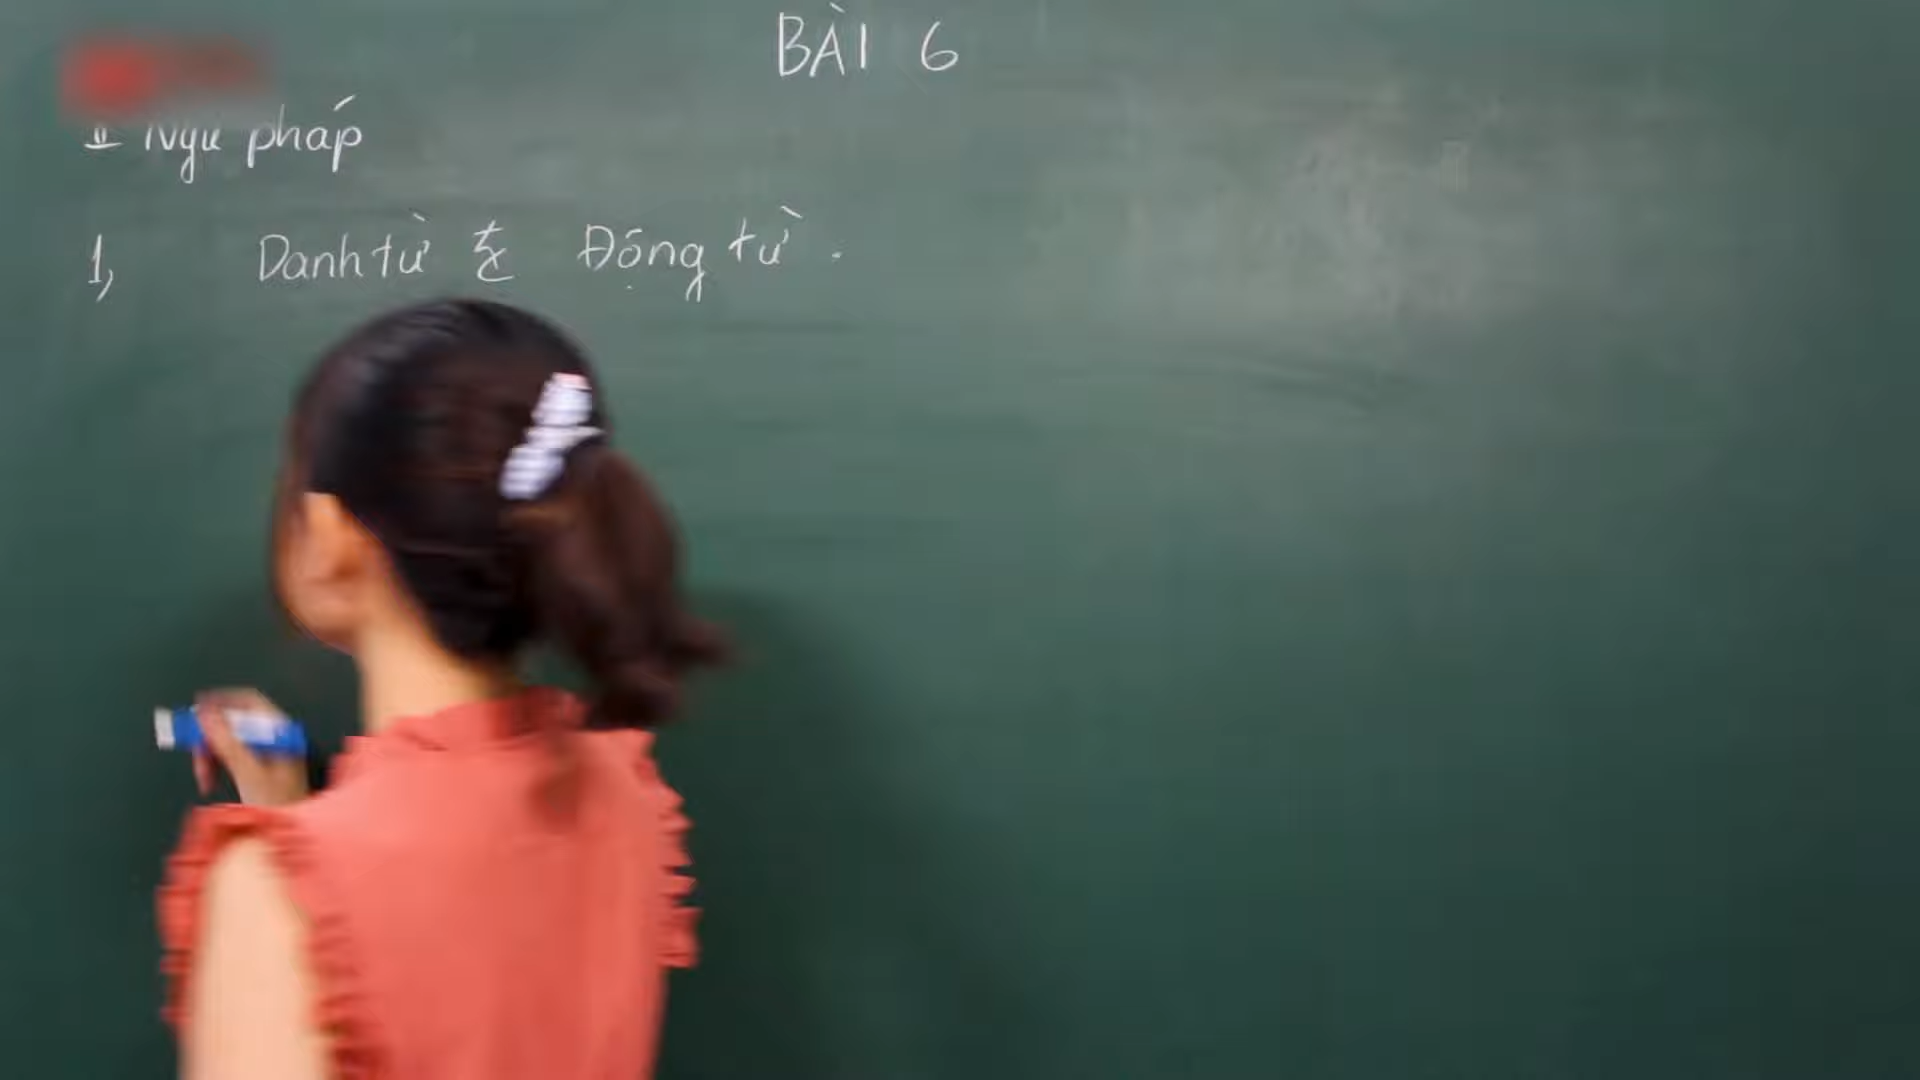 BÀI 6
II Ngữ pháp
1, Danh từ を Động từ.